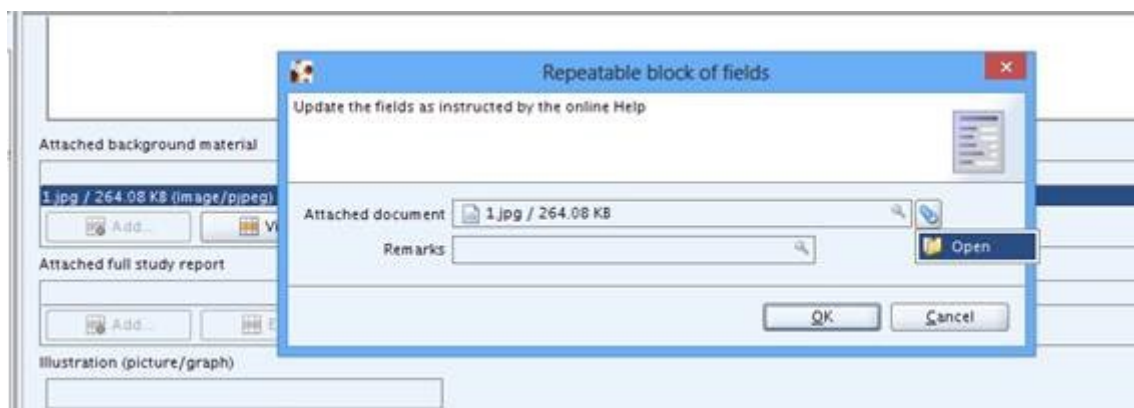 Repeatable block of fields
Update the fields as instructed by the online Help
Attached background material
1.jpg / 264.08 KB (image/pjpeg)
Add...
Attached document 1.jpg / 264.08 KB
Open
Remarks
Attached full study report
Add...
OK Cancel
Illustration (picture/graph)